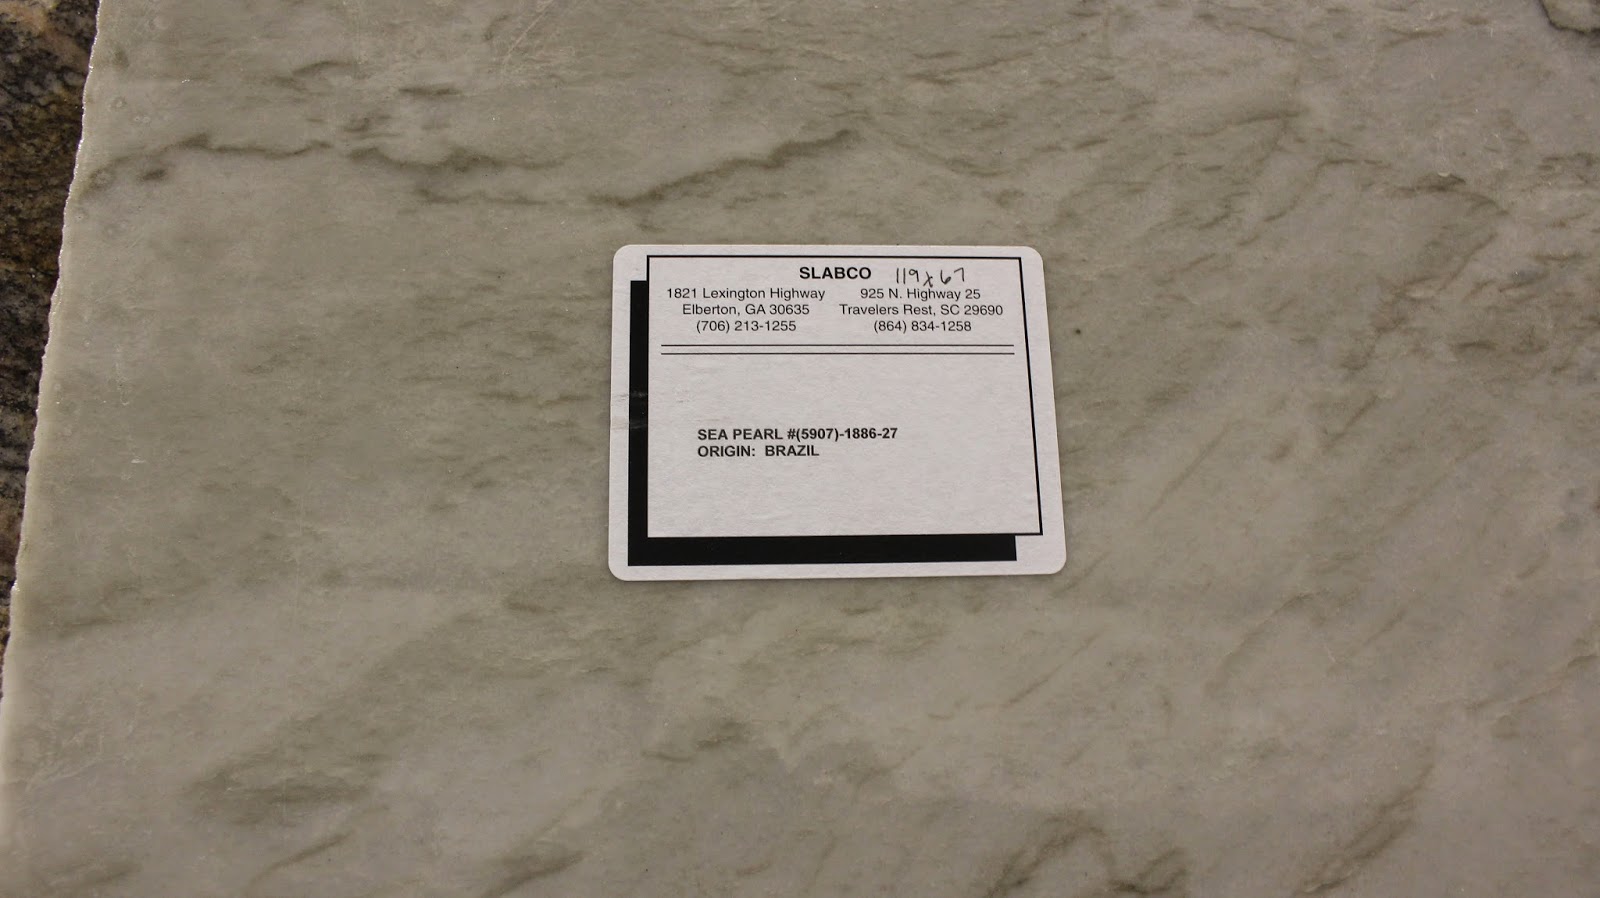 SLABCO 119x67
1821 Lexington Highway
Elberton, GA 30635
(706) 213-1255
925 N. Highway 25
Travelers Rest, SC 29690
(864) 834-1258
SEA PEARL #(5907)-1886-27
ORIGIN: BRAZIL